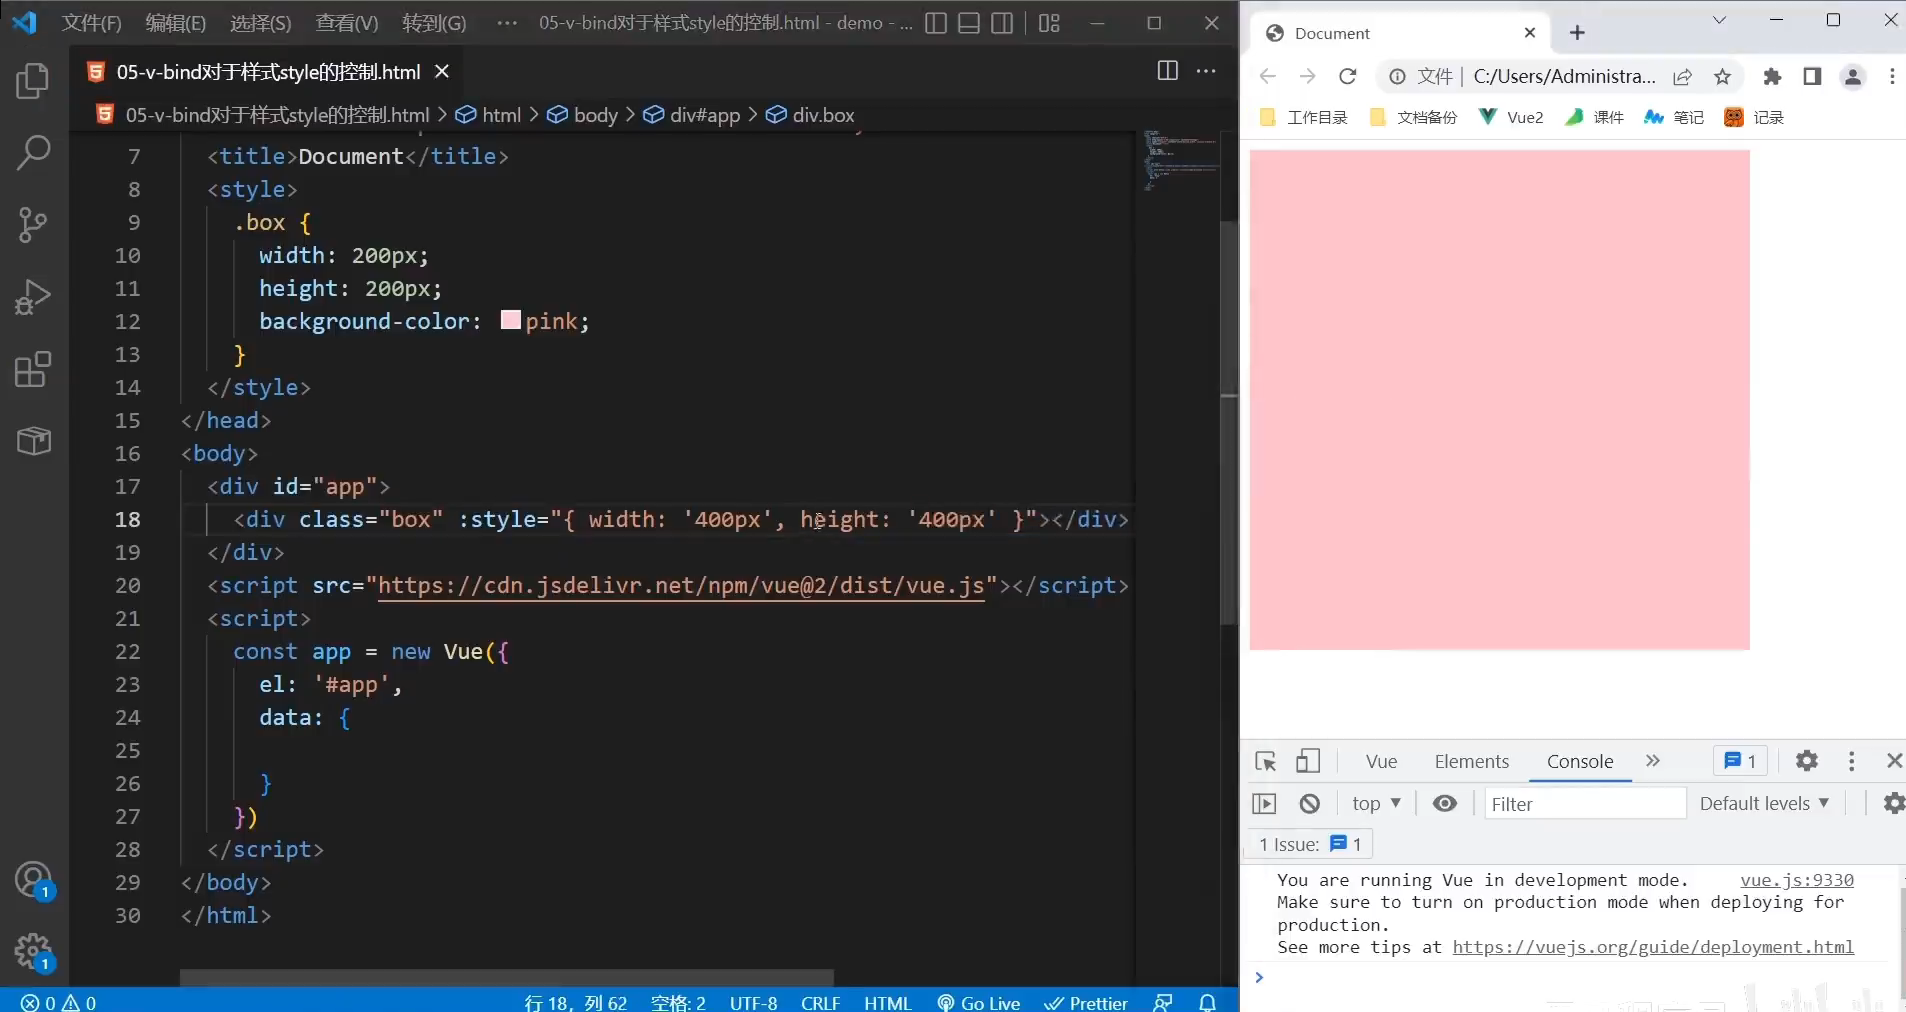 文件(F) 编辑(E) 选择(S) 查看(V) 转到(G) ··· 05-v-bind对于样式style的控制.html - demo - ...
05-v-bind对于样式style的控制.html
05-v-bind对于样式style的控制.html > html > body > div#app > div.box
7 <title>Document</title>
8 <style>
9 .box {
10 width: 200px;
11 height: 200px;
12 background-color: pink;
13 }
14 </style>
15 </head>
16 <body>
17 <div id="app">
18 <div class="box" :style="{ width: '400px', height: '400px' }"></div>
19 </div>
20 <script src="https://cdn.jsdelivr.net/npm/vue@2/dist/vue.js"></script>
21 <script>
22 const app = new Vue({
23 el: '#app',
24 data: {
25
26 }
27 })
28 </script>
29 </body>
30 </html>
1
1
0 0 行 18，列 62 空格: 2 UTF-8 CRLF HTML Go Live Prettier
Document
文件 | C:/Users/Administra...
工作目录 文档备份 Vue2 课件 笔记 记录
Vue Elements Console 1
top Filter Default levels
1 Issue: 1
You are running Vue in development mode. vue.js:9330
Make sure to turn on production mode when deploying for
production.
See more tips at https://vuejs.org/guide/deployment.html